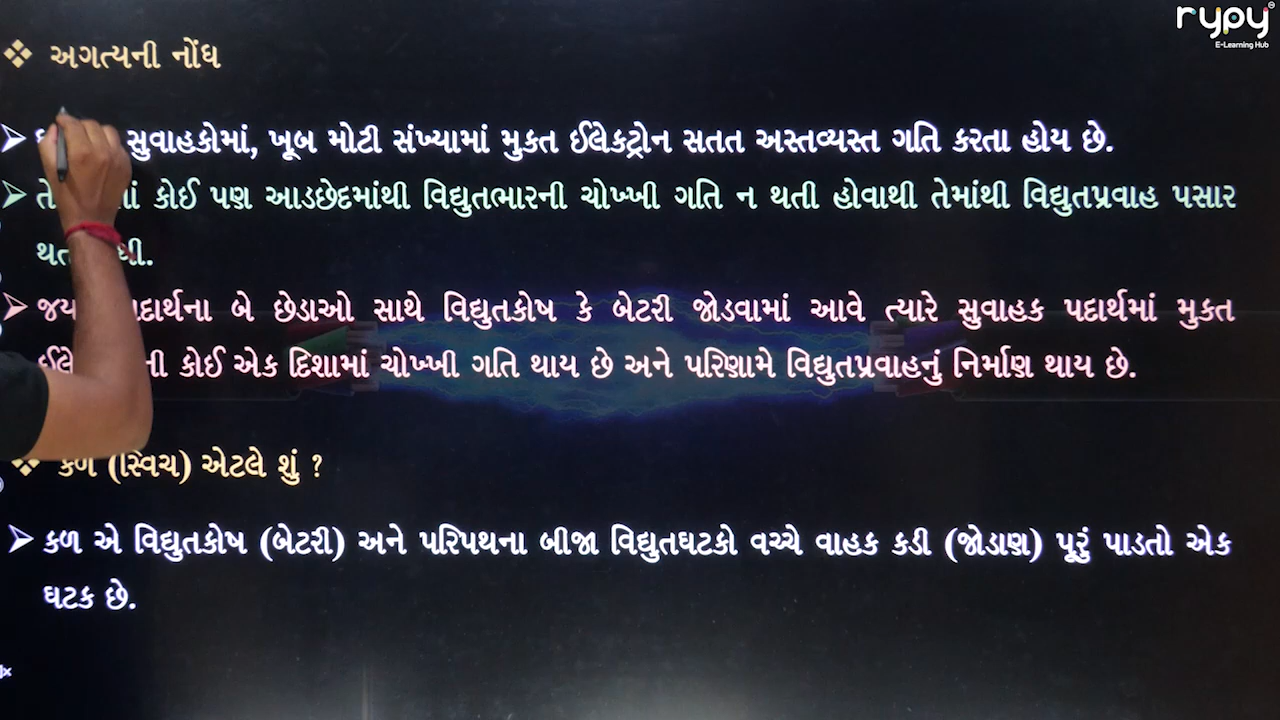 rypy
E-Learning Hub
અગત્યની નોંધ
સુવાહકોમાં, ખૂબ મોટી સંખ્યામાં મુક્ત ઈલેક્ટ્રોન સતત અસ્તવ્યસ્ત ગતિ કરતા હોય છે.
કોઈ પણ આડછેદમાંથી વિદ્યુતભારની ચોખ્ખી ગતિ ન થતી હોવાથી તેમાંથી વિદ્યુતપ્રવાહ પસાર
બે છેડાઓ સાથે વિદ્યુતકોષ કે બેટરી જોડવામાં આવે ત્યારે સુવાહક પદાર્થમાં મુક્ત
કોઈ એક દિશામાં ચોખ્ખી ગતિ થાય છે અને પરિણામે વિદ્યુતપ્રવાહનું નિર્માણ થાય છે.
કળ (સ્વિચ) એટલે શું ?
કળ એ વિદ્યુતકોષ (બેટરી) અને પરિપથના બીજા વિદ્યુતઘટકો વચ્ચે વાહક કડી (જોડાણ) પૂરું પાડતો એક
ઘટક છે.